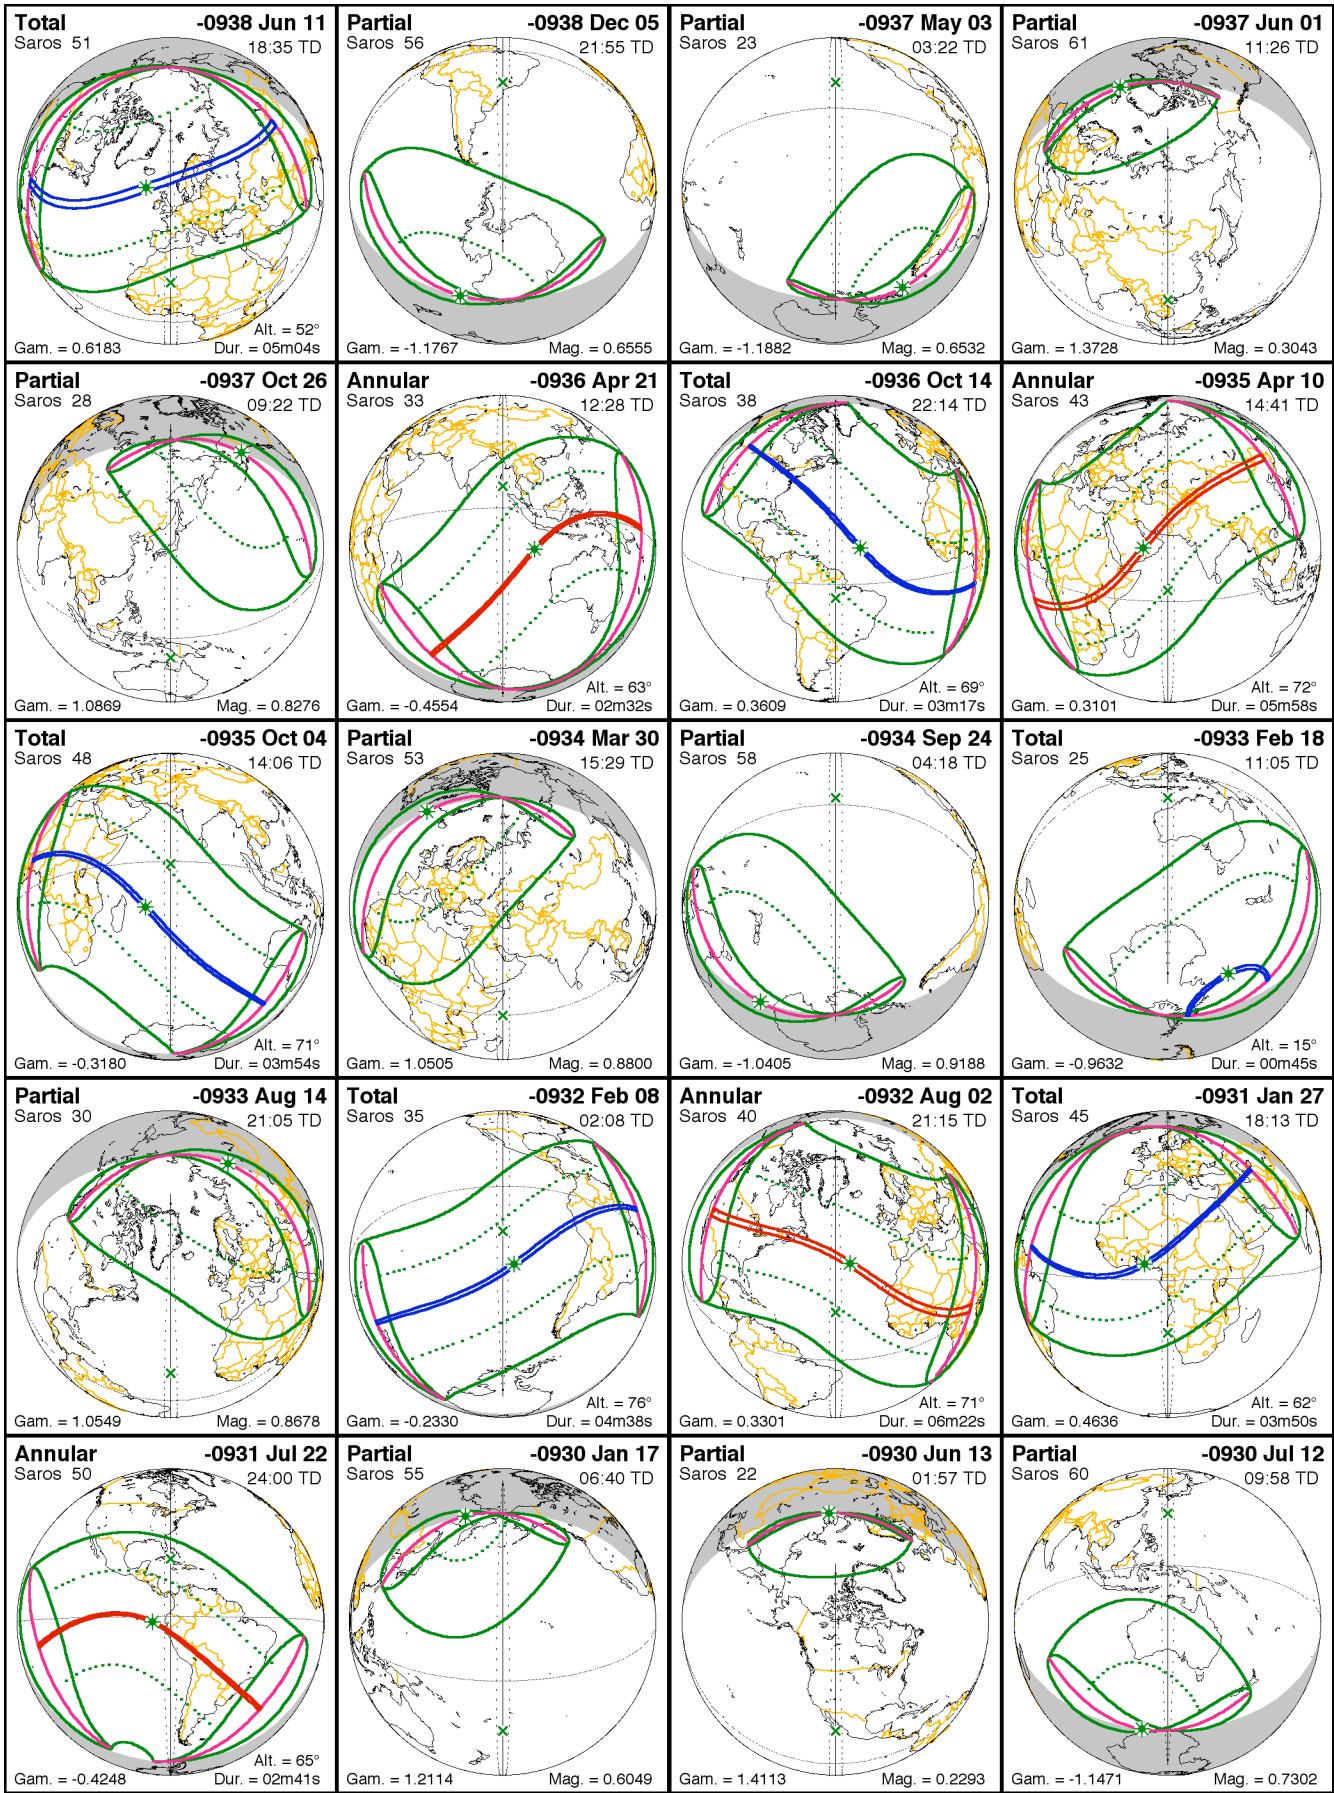 Total -0938 Jun 11
Saros 51 18:35 TD
Alt. = 52°
Gam. = 0.6183 Dur. = 05m04s
Partial -0938 Dec 05
Saros 56 21:55 TD
Gam. = -1.1767 Mag. = 0.6555
Partial -0937 May 03
Saros 23 03:22 TD
Gam. = -1.1882 Mag. = 0.6532
Partial -0937 Jun 01
Saros 61 11:26 TD
Gam. = 1.3728 Mag. = 0.3043
Partial -0937 Oct 26
Saros 28 09:22 TD
Gam. = 1.0869 Mag. = 0.8276
Annular -0936 Apr 21
Saros 33 12:28 TD
Alt. = 63°
Gam. = -0.4554 Dur. = 02m32s
Total -0936 Oct 14
Saros 38 22:14 TD
Alt. = 69°
Gam. = 0.3609 Dur. = 03m17s
Annular -0935 Apr 10
Saros 43 14:41 TD
Alt. = 72°
Gam. = 0.3101 Dur. = 05m58s
Total -0935 Oct 04
Saros 48 14:06 TD
Alt. = 71°
Gam. = -0.3180 Dur. = 03m54s
Partial -0934 Mar 30
Saros 53 15:29 TD
Gam. = 1.0505 Mag. = 0.8800
Partial -0934 Sep 24
Saros 58 04:18 TD
Gam. = -1.0405 Mag. = 0.9188
Total -0933 Feb 18
Saros 25 11:05 TD
Alt. = 15°
Gam. = -0.9632 Dur. = 00m45s
Partial -0933 Aug 14
Saros 30 21:05 TD
Gam. = 1.0549 Mag. = 0.8678
Total -0932 Feb 08
Saros 35 02:08 TD
Alt. = 76°
Gam. = -0.2330 Dur. = 04m38s
Annular -0932 Aug 02
Saros 40 21:15 TD
Alt. = 71°
Gam. = 0.3301 Dur. = 06m22s
Total -0931 Jan 27
Saros 45 18:13 TD
Alt. = 62°
Gam. = 0.4636 Dur. = 03m50s
Annular -0931 Jul 22
Saros 50 24:00 TD
Alt. = 65°
Gam. = -0.4248 Dur. = 02m41s
Partial -0930 Jan 17
Saros 55 06:40 TD
Gam. = 1.2114 Mag. = 0.6049
Partial -0930 Jun 13
Saros 22 01:57 TD
Gam. = 1.4113 Mag. = 0.2293
Partial -0930 Jul 12
Saros 60 09:58 TD
Gam. = -1.1471 Mag. = 0.7302